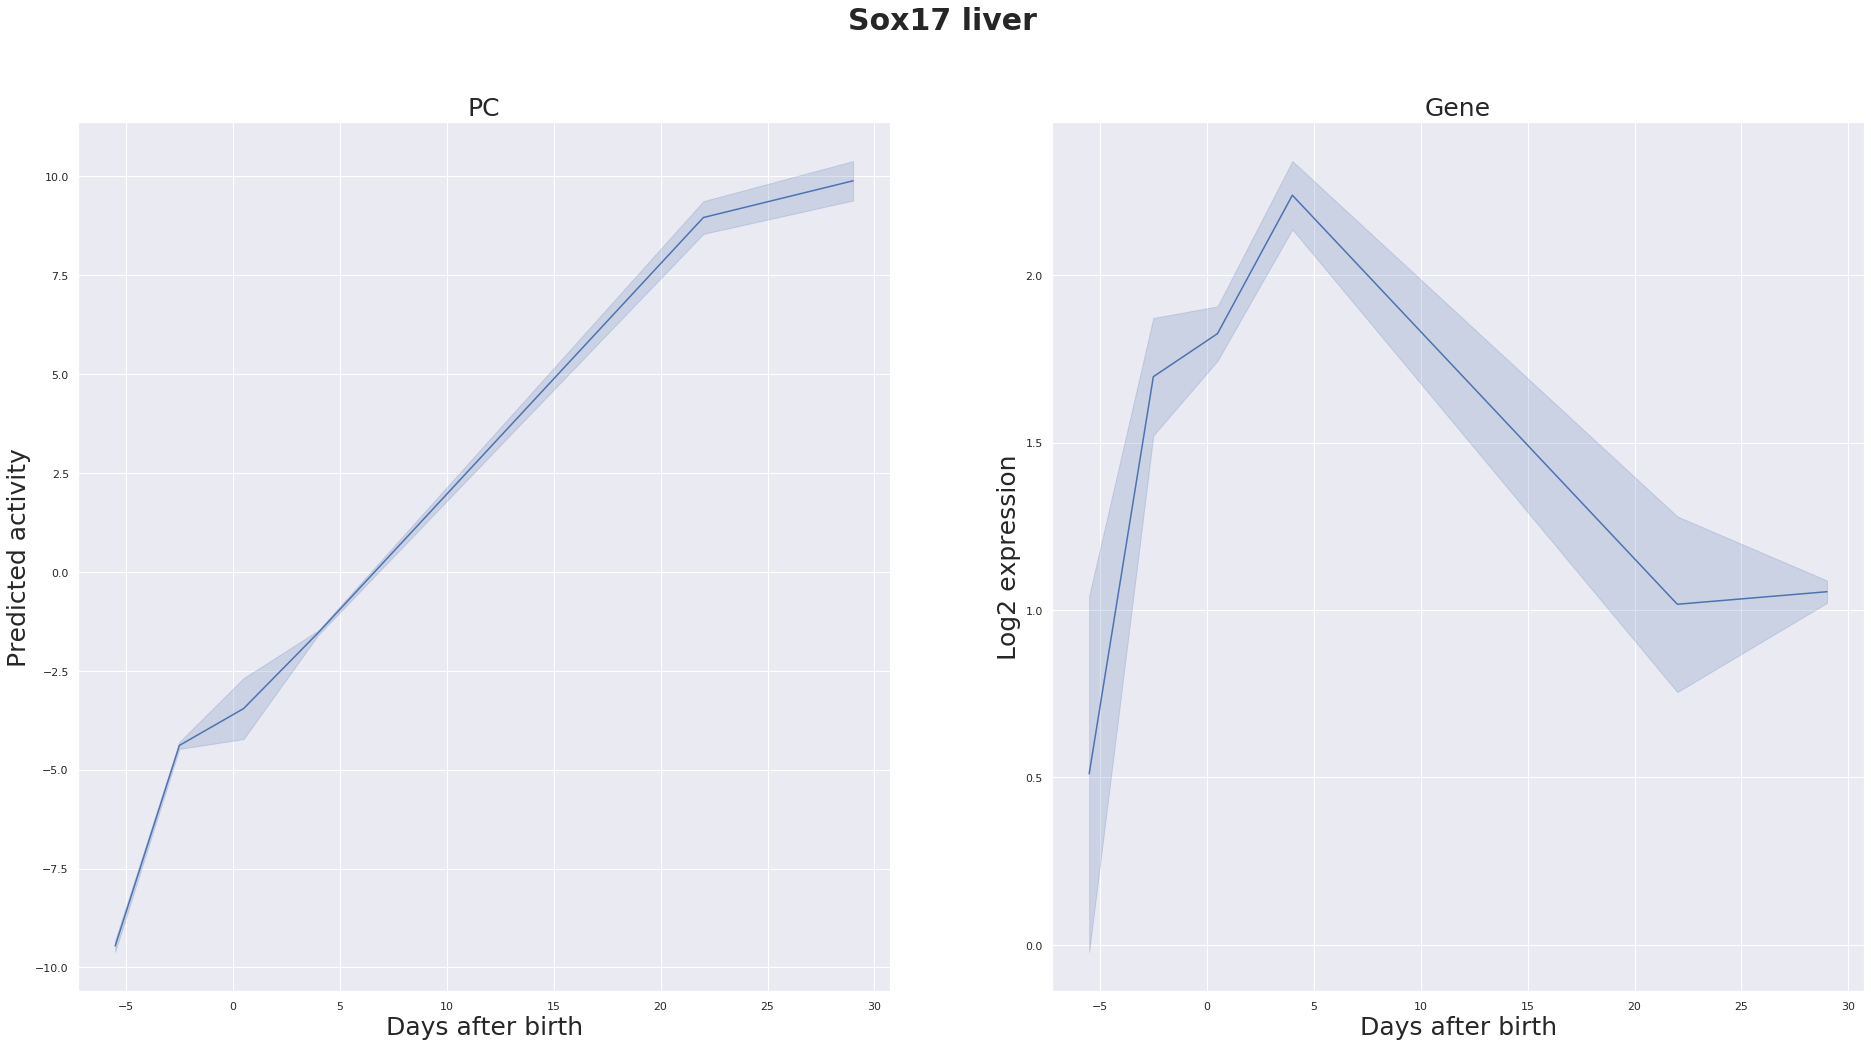 Sox17 liver
PC
Predicted activity
10.0
7.5
5.0
2.5
0.0
−2.5
−5.0
−7.5
−10.0
−5 0 5 10 15 20 25 30
Days after birth
Gene
Log2 expression
2.0
1.5
1.0
0.5
0.0
−5 0 5 10 15 20 25 30
Days after birth